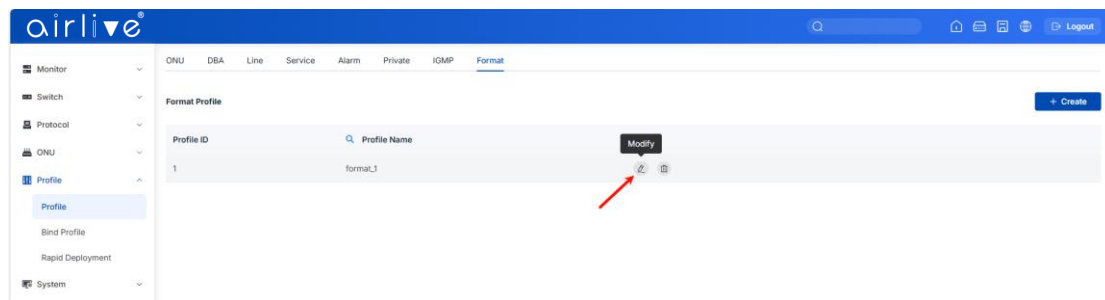 airlive®
Logout
Monitor
Switch
Protocol
ONU
Profile
Profile
Bind Profile
Rapid Deployment
System
ONU DBA Line Service Alarm Private IGMP Format
Format Profile
+ Create
Profile ID Profile Name
Modify
1 format_1